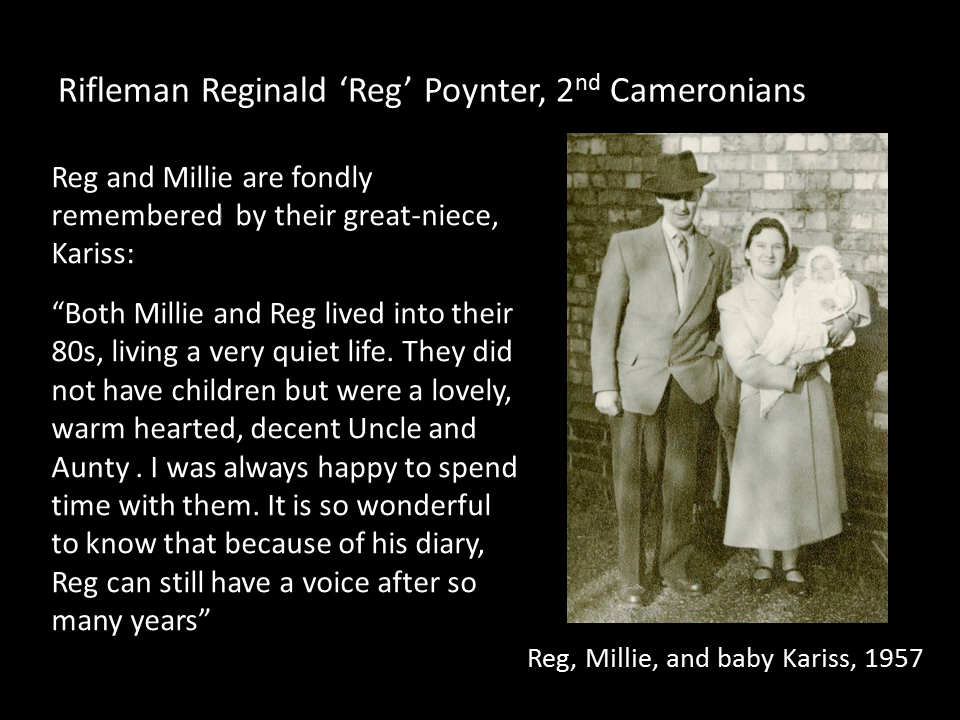 Rifleman Reginald ‘Reg’ Poynter, 2nd Cameronians
Reg and Millie are fondly
remembered by their great-niece,
Kariss:
“Both Millie and Reg lived into their
80s, living a very quiet life. They did
not have children but were a lovely,
warm hearted, decent Uncle and
Aunty . I was always happy to spend
time with them. It is so wonderful
to know that because of his diary,
Reg can still have a voice after so
many years”
Reg, Millie, and baby Kariss, 1957